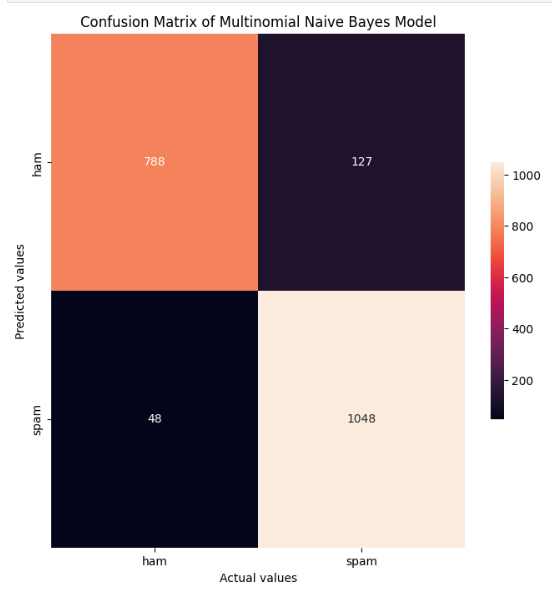 Confusion Matrix of Multinomial Naive Bayes Model
ham
788
127
spam
48
1048
Predicted values
ham
spam
Actual values
1000
800
600
400
200